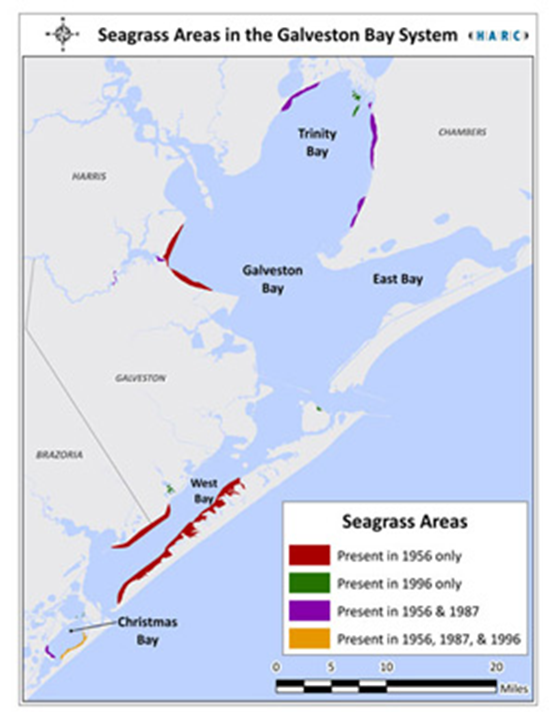 Seagrass Areas in the Galveston Bay System
HARC
Trinity
Bay
CHAMBERS
HARRIS
Galveston
Bay
East Bay
GALVESTON
BRAZORIA
West
Bay
Christmas
Bay
Seagrass Areas
Present in 1956 only
Present in 1996 only
Present in 1956 & 1987
Present in 1956, 1987, & 1996
0 5 10 20
Miles